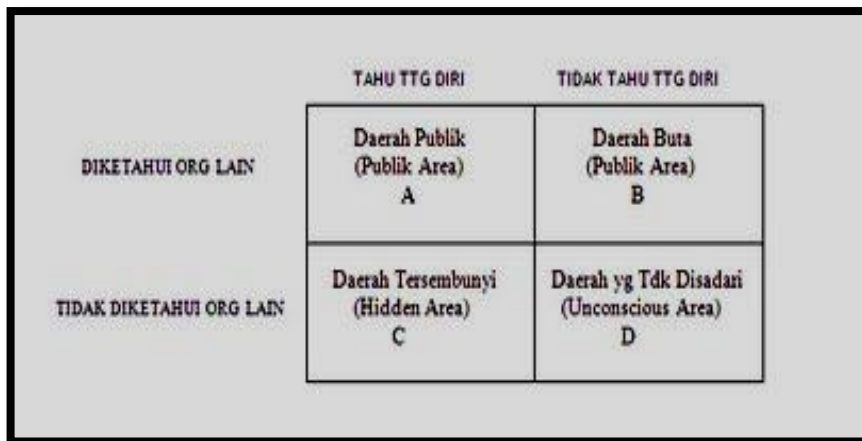 TAHU TTG DIRI TIDAK TAHU TTG DIRI
DIKETAHUI ORG LAIN
Daerah Publik
(Publik Area)
A
Daerah Buta
(Publik Area)
B
TIDAK DIKETAHUI ORG LAIN
Daerah Tersembunyi
(Hidden Area)
C
Daerah yg Tdk Disadari
(Unconscious Area)
D